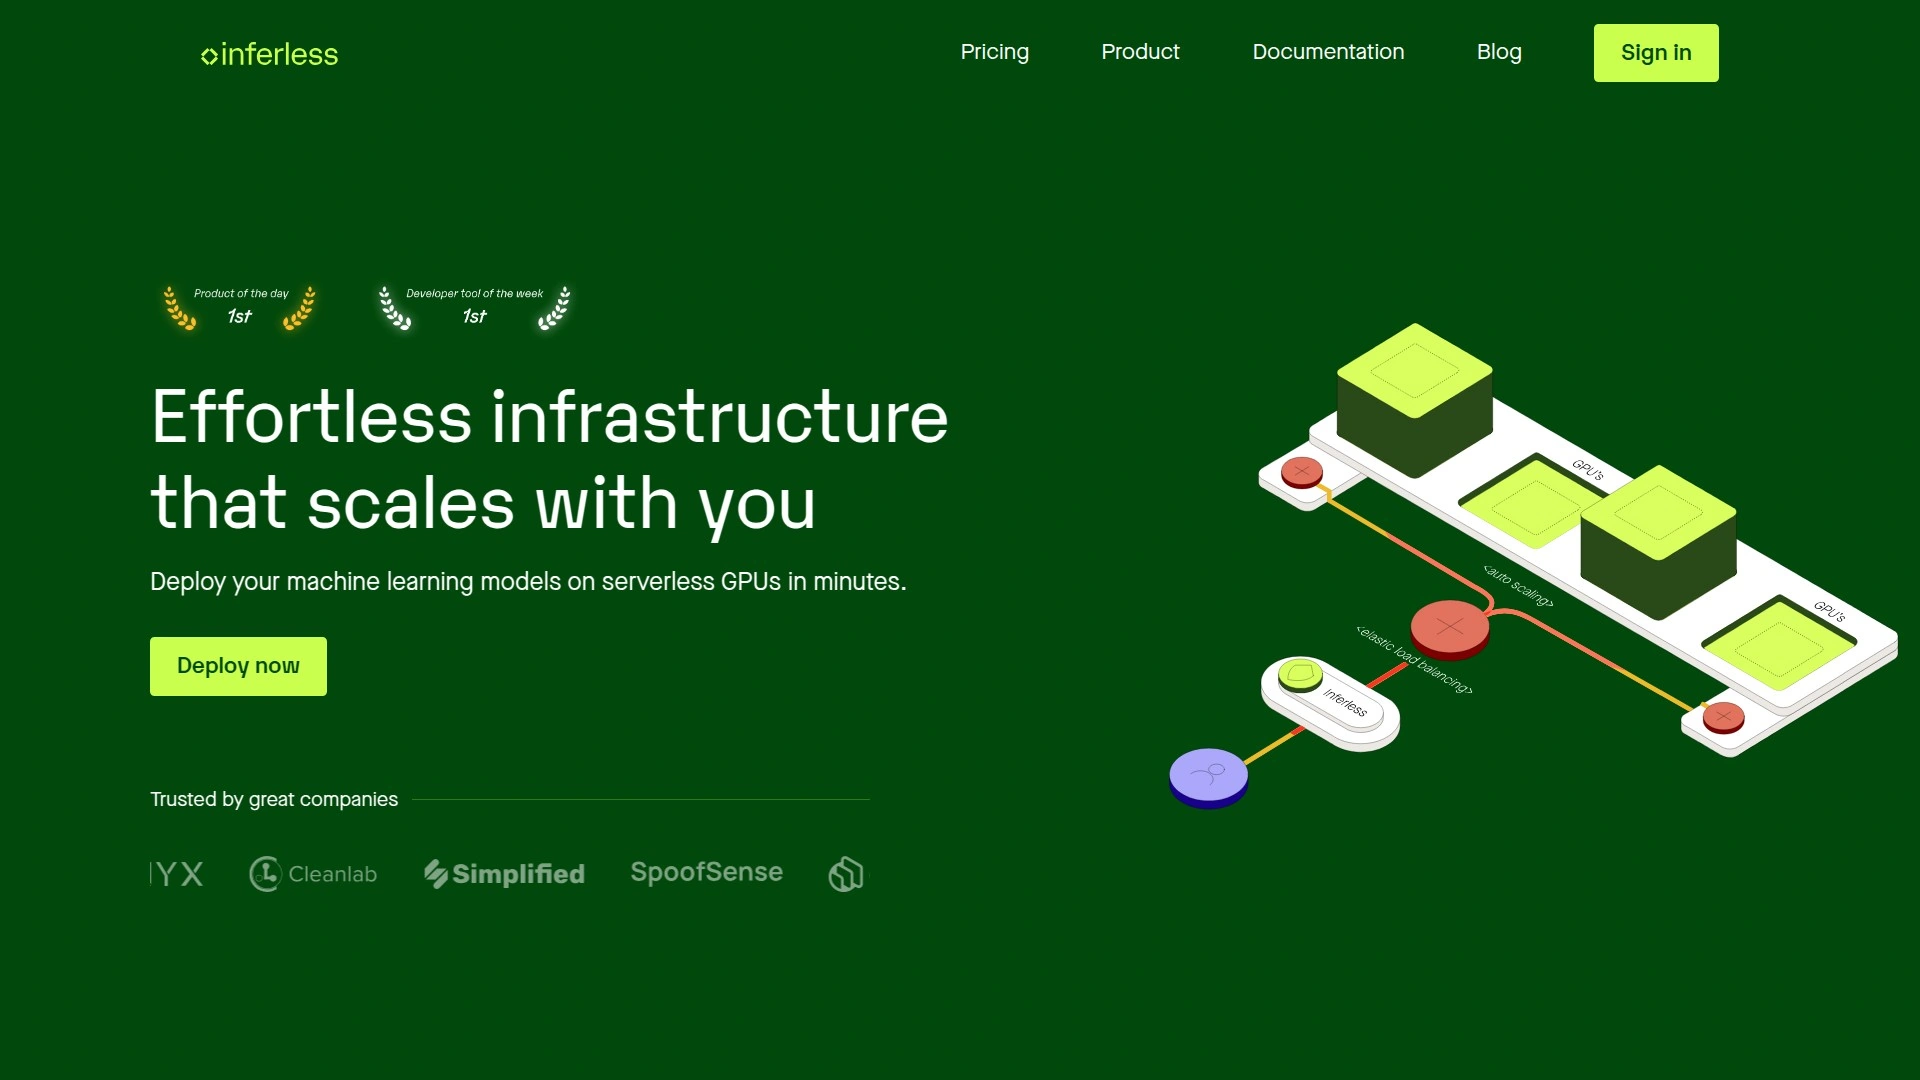 inferless
Pricing
Product
Documentation
Blog
Sign in
Product of the day
1st
Developer tool of the week
1st
Effortless infrastructure
that scales with you
Deploy your machine learning models on serverless GPUs in minutes.
Deploy now
Trusted by great companies
YX
Cleanlab
Simplified
SpoofSense
GPU's
GPU's
<auto scaling>
<elastic load balancing>
Inferless